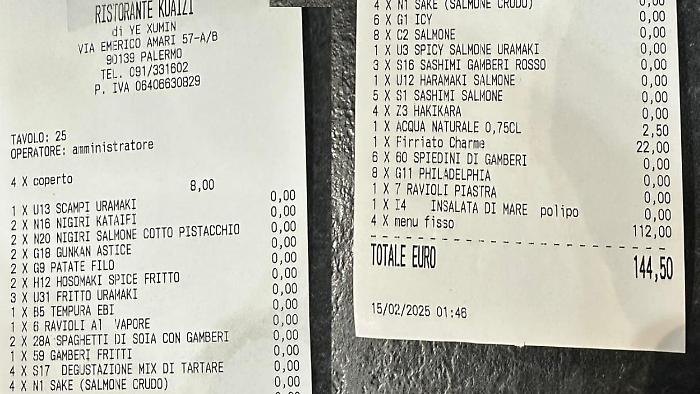 RISTORANTE KUAIZI
di YE XUMIN
VIA EMERICO AMARI 57-A/B
90139 PALERMO
TEL. 091/331602
P. IVA 06406630829
TAVOLO: 25
OPERATORE: amministratore
4 X coperto 8,00
1 X U13 SCAMPI URAMAKI 0,00
2 X N16 NIGIRI KATAIFI 0,00
2 X N20 NIGIRI SALMONE COTTO PISTACCHIO 0,00
2 X G18 GUNKAN ASTICE 0,00
2 X G9 PATATE FILO 0,00
2 X H12 HOSOMAKI SPICE FRITTO 0,00
3 X U31 FRITTO URAMAKI 0,00
1 X B5 TEMPURA EBI 0,00
1 X 6 RAVIOLI Al VAPORE 0,00
2 X 28A SPAGHETTI DI SOIA CON GAMBERI 0,00
1 X 59 GAMBERI FRITTI 0,00
4 X S17 DEGUSTAZIONE MIX DI TARTARE 0,00
4 X N1 SAKE (SALMONE CRUDO) 0,00
4 X N1 SAKE (SALMONE CRUDO) 0,00
6 X G1 ICY 0,00
8 X C2 SALMONE 0,00
1 X U3 SPICY SALMONE URAMAKI 0,00
3 X S16 SASHIMI GAMBERI ROSSO 0,00
1 X U12 HARAMAKI SALMONE 0,00
5 X S1 SASHIMI SALMONE 0,00
4 X Z3 HAKIKARA 0,00
1 X ACQUA NATURALE 0,75CL 2,50
1 X Firriato Charme 22,00
6 X 60 SPIEDINI DI GAMBERI 0,00
8 X G11 PHILADELPHIA 0,00
1 X 7 RAVIOLI PIASTRA 0,00
1 X I4 INSALATA DI MARE polipo 0,00
4 X menu fisso 112,00
TOTALE EURO 144,50
15/02/2025 01:46